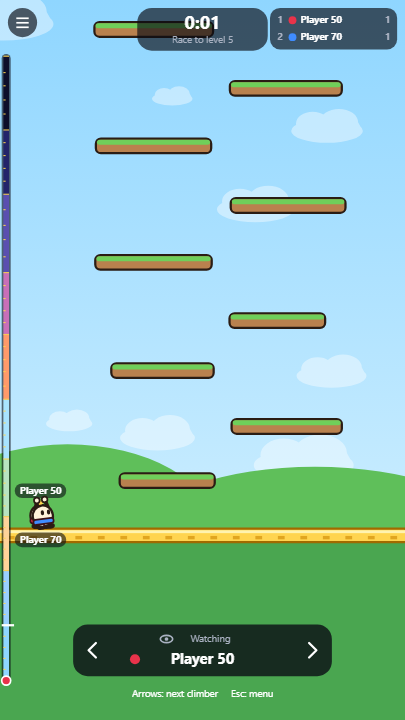 0:01
Race to level 5
1 Player 50 1
2 Player 70 1
Player 50
Player 70
Watching
Player 50
Arrows: next climber Esc: menu